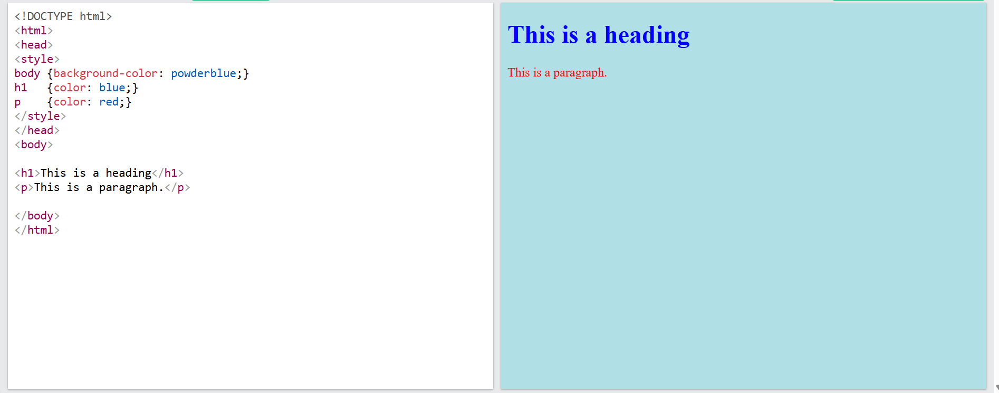 <!DOCTYPE html>
<html>
<head>
<style>
body {background-color: powderblue;}
h1   {color: blue;}
p    {color: red;}
</style>
</head>
<body>

<h1>This is a heading</h1>
<p>This is a paragraph.</p>

</body>
</html>
This is a heading
This is a paragraph.